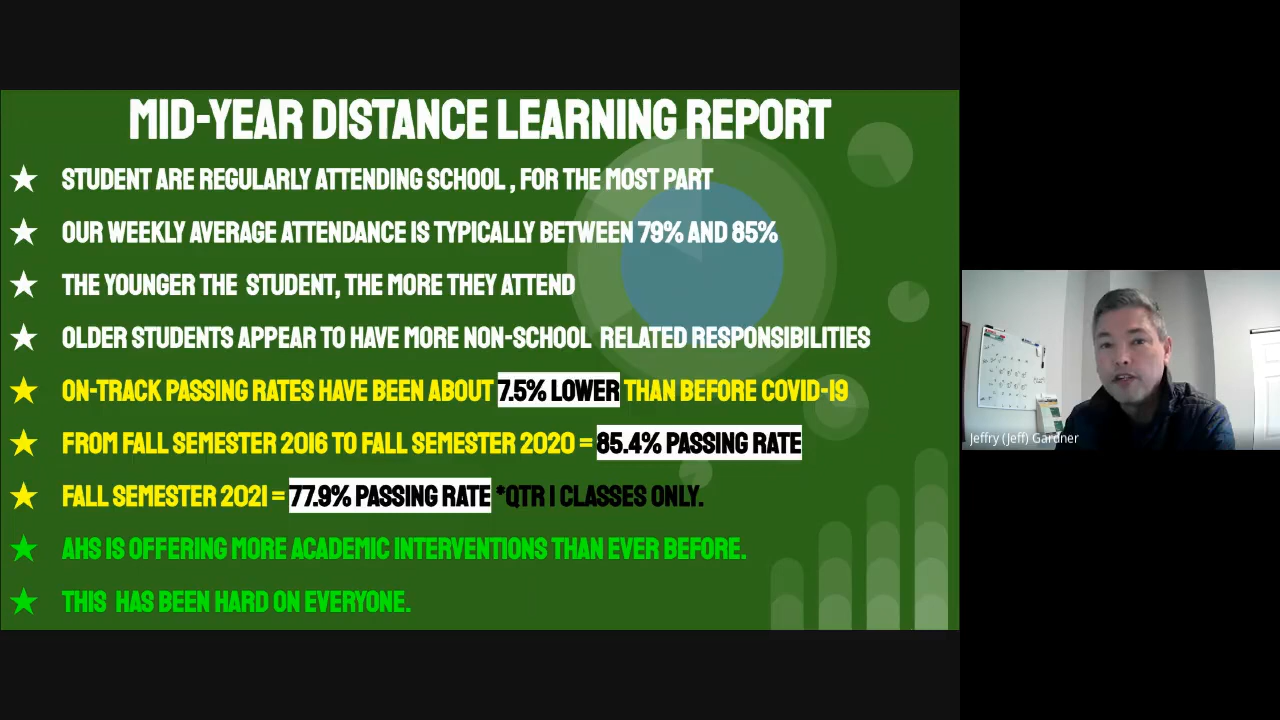 MID-YEAR DISTANCE LEARNING REPORT
STUDENT ARE REGULARLY ATTENDING SCHOOL , FOR THE MOST PART
OUR WEEKLY AVERAGE ATTENDANCE IS TYPICALLY BETWEEN 79% AND 85%
THE YOUNGER THE STUDENT, THE MORE THEY ATTEND
OLDER STUDENTS APPEAR TO HAVE MORE NON-SCHOOL RELATED RESPONSIBILITIES
ON-TRACK PASSING RATES HAVE BEEN ABOUT 7.5% LOWER THAN BEFORE COVID-19
FROM FALL SEMESTER 2016 TO FALL SEMESTER 2020 = 85.4% PASSING RATE
FALL SEMESTER 2021 = 77.9% PASSING RATE *QTR 1 CLASSES ONLY.
AHS IS OFFERING MORE ACADEMIC INTERVENTIONS THAN EVER BEFORE.
THIS HAS BEEN HARD ON EVERYONE.
Jeffry (Jeff) Gardner